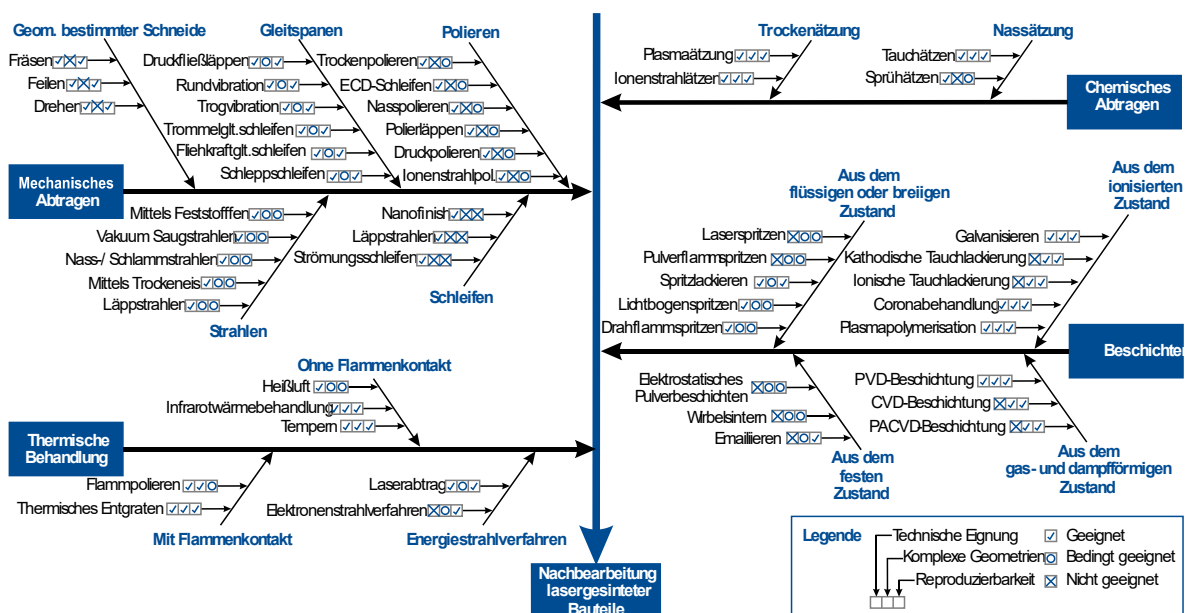 Geom. bestimmter Schneide
Fräsen
Feilen
Drehen
Gleitspanen
Druckfließläppen
Rundvibration
Trogvibration
Trommelglt.schleifen
Fliehkraftglt.schleifen
Schleppschleifen
Polieren
Trockenpolieren
ECD-Schleifen
Nasspolieren
Polierläppen
Druckpolieren
Ionenstrahlpol.
Mechanisches
Abtragen
Mittels Feststofffen
Vakuum Saugstrahlen
Nass-/ Schlammstrahlen
Mittels Trockeneis
Läppstrahlen
Strahlen
Nanofinish
Läppstrahlen
Strömungsschleifen
Schleifen
Ohne Flammenkontakt
Heißluft
Infrarotwärmebehandlung
Tempern
Thermische
Behandlung
Flammpolieren
Thermisches Entgraten
Mit Flammenkontakt
Laserabtrag
Elektronenstrahlverfahren
Energiestrahlverfahren
Trockenätzung
Plasmaätzung
Ionenstrahlätzen
Nassätzung
Tauchätzen
Sprühätzen
Chemisches
Abtragen
Aus dem
flüssigen oder breiigen
Zustand
Laserspritzen
Pulverflammspritzen
Spritzlackieren
Lichtbogenspritzen
Drahflammspritzen
Aus dem
ionisierten
Zustand
Galvanisieren
Kathodische Tauchlackierung
Ionische Tauchlackierung
Coronabehandlung
Plasmapolymerisation
Beschichten
Elektrostatisches
Pulverbeschichten
Wirbelsintern
Emailiieren
Aus dem
festen
Zustand
PVD-Beschichtung
CVD-Beschichtung
PACVD-Beschichtung
Aus dem
gas- und dampfförmigen
Zustand
Nachbearbeitung
lasergesinteter
Bauteile
Legende
Technische Eignung
Komplexe Geometrien
Reproduzierbarkeit
Geeignet
Bedingt geeignet
Nicht geeignet